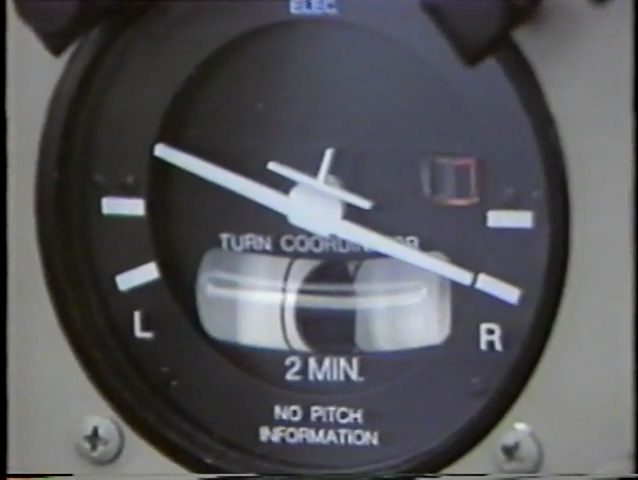 ELEC
TURN COORDINATOR
L
R
2 MIN.
NO PITCH
INFORMATION